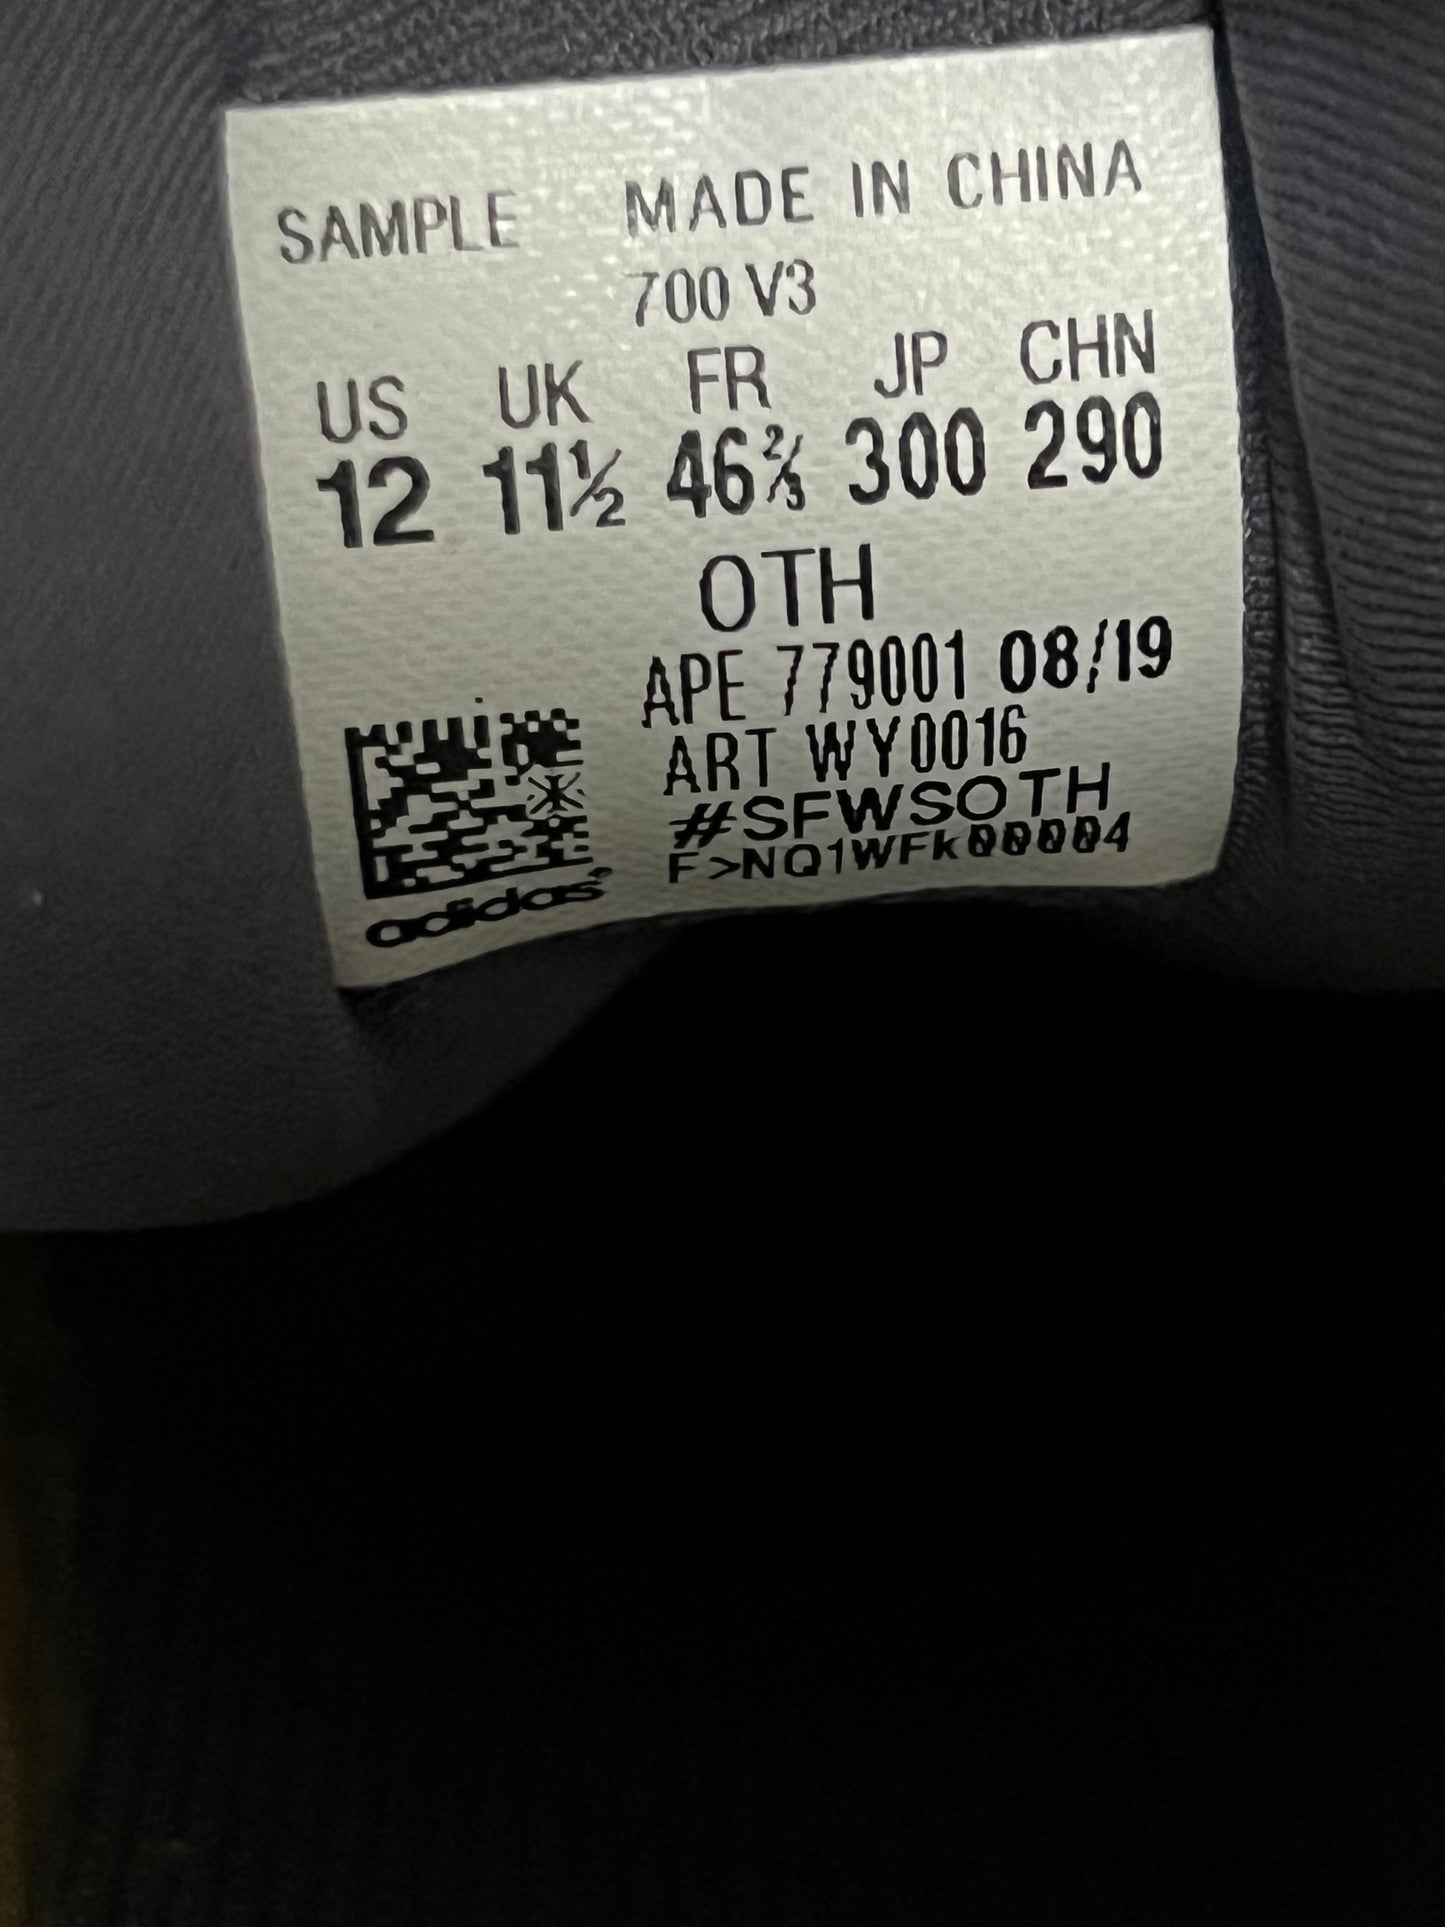 SAMPLE MADE IN CHINA
700 V3
US UK FR JP CHN
12 11½ 46⅔ 300 290
OTH
APE 779001 08/19
ART WY0016
#SFWSOTH
F>NQ1WFk00004
adidas